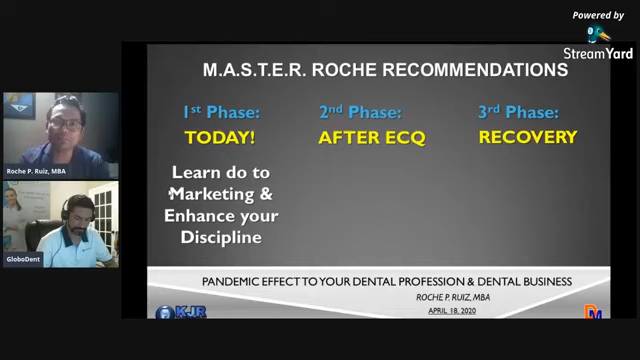 Powered by
StreamYard
M.A.S.T.E.R. ROCHE RECOMMENDATIONS
1st Phase:
TODAY!
Learn do to
Marketing &
Enhance your
Discipline
2nd Phase:
AFTER ECQ
3rd Phase:
RECOVERY
Roche P. Ruiz, MBA
GloboDent
PANDEMIC EFFECT TO YOUR DENTAL PROFESSION & DENTAL BUSINESS
ROCHE P. RUIZ, MBA
APRIL 18, 2020
KJR
DM